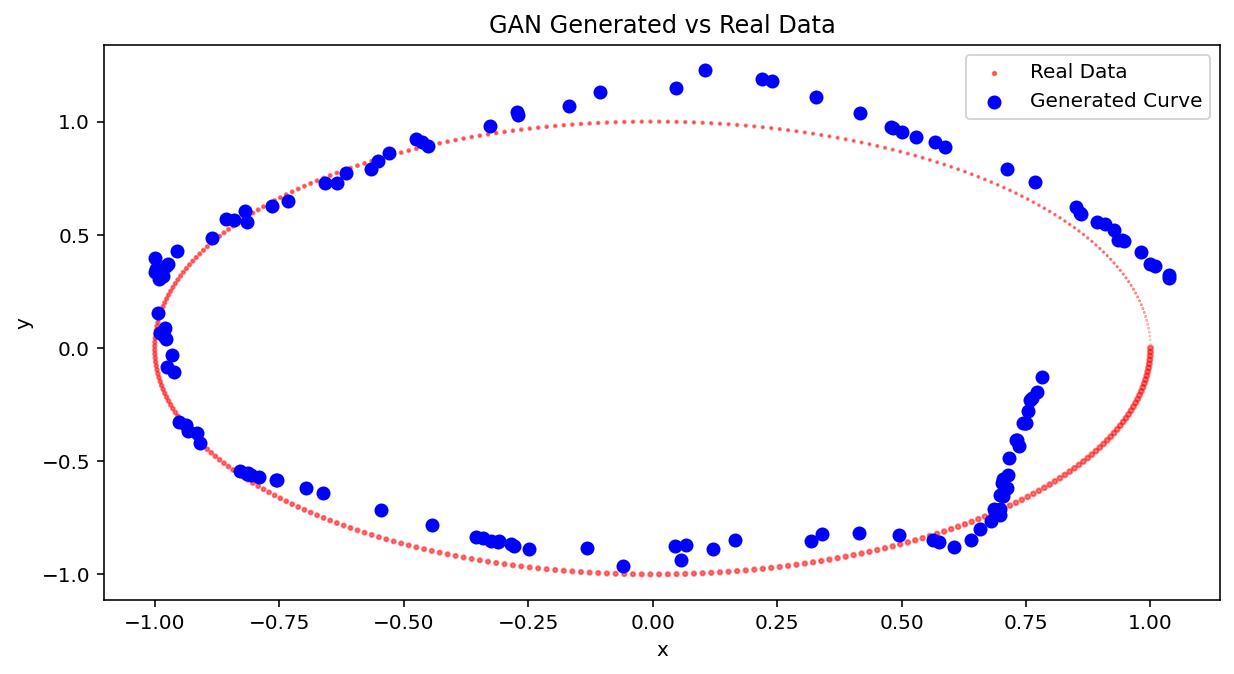 GAN Generated vs Real Data
Real Data
Generated Curve
1.0
0.5
0.0
−0.5
−1.0
y
−1.00 −0.75 −0.50 −0.25 0.00 0.25 0.50 0.75 1.00
x